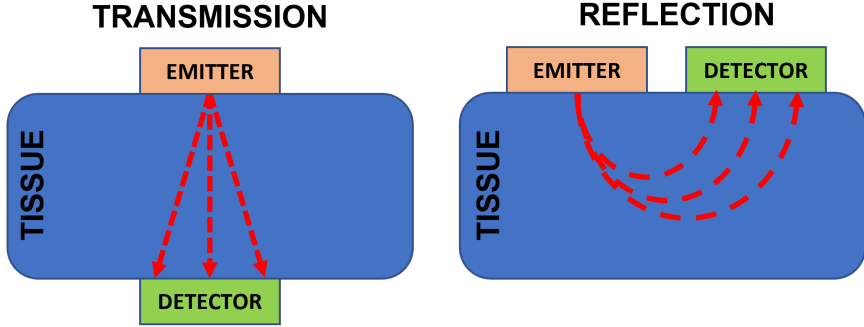 TRANSMISSION
EMITTER
TISSUE
DETECTOR
REFLECTION
EMITTER
DETECTOR
TISSUE